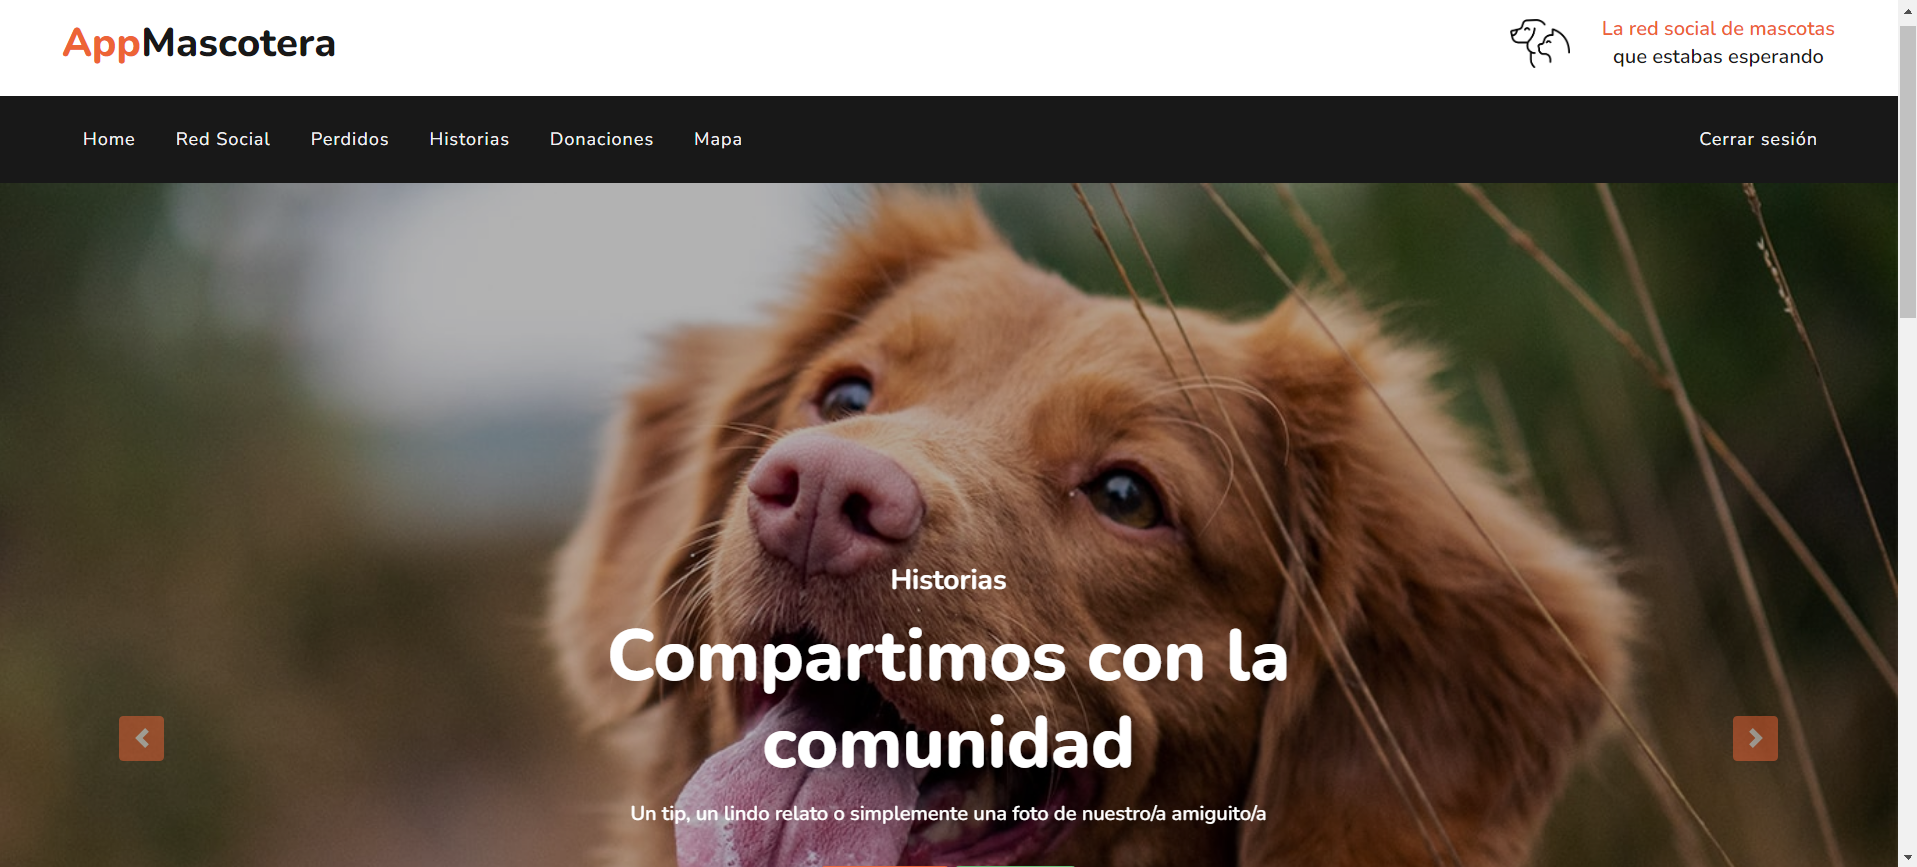 AppMascotera
La red social de mascotas
que estabas esperando
Home Red Social Perdidos Historias Donaciones Mapa Cerrar sesión
Historias
Compartimos con la
comunidad
Un tip, un lindo relato o simplemente una foto de nuestro/a amiguito/a